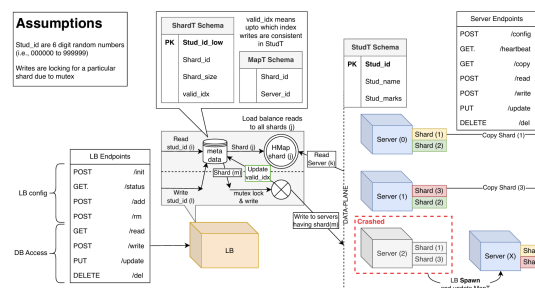 Assumptions
Stud_id are 6 digit random numbers
(i.e., 000000 to 999999)
Writes are locking for a particular
shard due to mutex
ShardT Schema
PK Stud_id_low
Shard_id
Shard_size
valid_idx
valid_idx means
upto which index
writes are consistent
in StudT
MapT Schema
Shard_id
Server_id
StudT Schema
PK Stud_id
Stud_name
Stud_marks
Server Endpoints
POST /config
GET. /heartbeat
GET /copy
POST /read
POST /write
PUT /update
DELETE /del
Load balance reads
to all shards (j)
Read
stud_id (i)
meta
data
Shard (j)
HMap
shard (j)
Shard (m)
Update
valid_idx
Read
Server (k)
Write
stud_id (i)
mutex lock
& write
Write to servers
having shard(m)
"DATA-PLANE"
LB Endpoints
POST /init
GET. /status
POST /add
POST /rm
GET /read
POST /write
PUT /update
DELETE /del
LB config
DB Access
LB
Server (0)
Shard (1)
Shard (2)
Copy Shard (1)
Server (1)
Shard (3)
Shard (2)
Copy Shard (3)
Crashed
Server (2)
Shard (1)
Shard (3)
Server (X)
Sha
Sha
LB Spawn
and update MapT